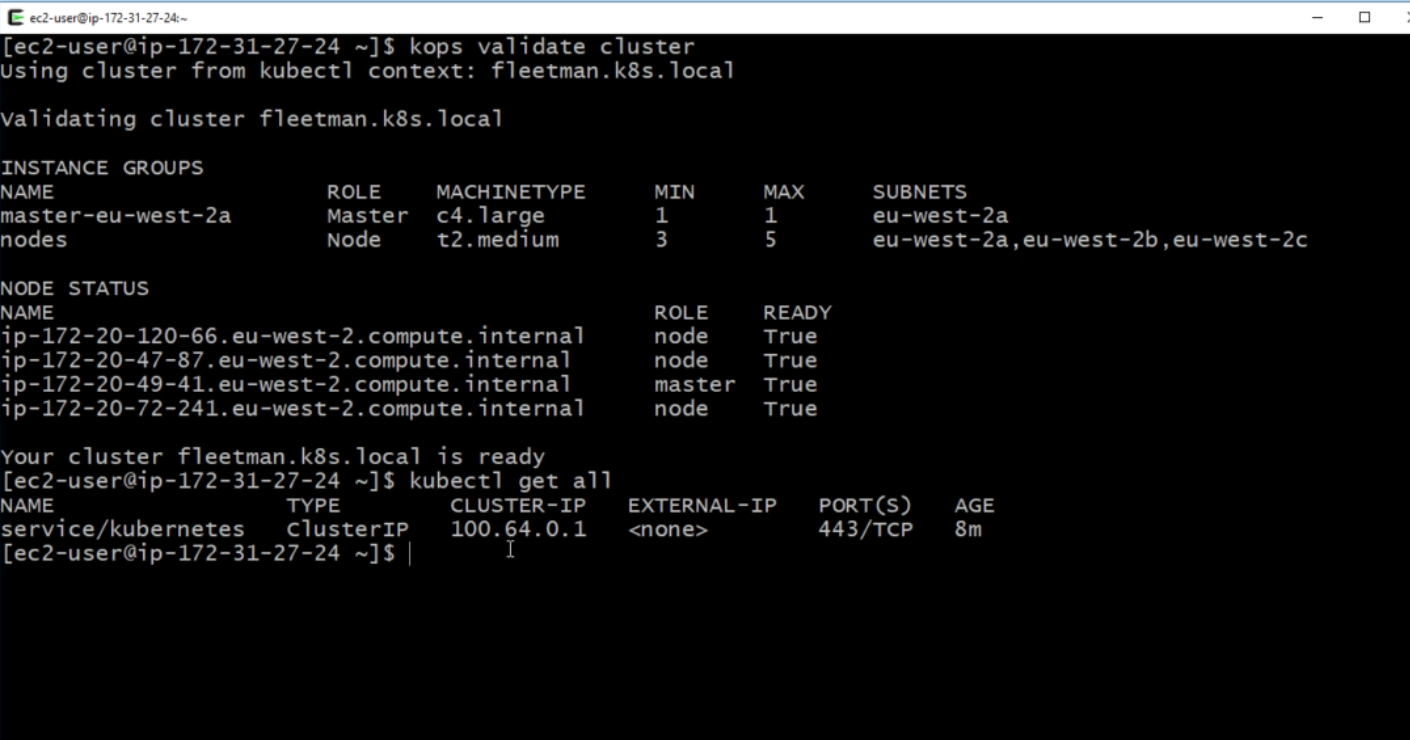 ec2-user@ip-172-31-27-24:~
[ec2-user@ip-172-31-27-24 ~]$ kops validate cluster
Using cluster from kubectl context: fleetman.k8s.local
Validating cluster fleetman.k8s.local
INSTANCE GROUPS
NAME ROLE MACHINETYPE MIN MAX SUBNETS
master-eu-west-2a Master c4.large 1 1 eu-west-2a
nodes Node t2.medium 3 5 eu-west-2a,eu-west-2b,eu-west-2c
NODE STATUS
NAME ROLE READY
ip-172-20-120-66.eu-west-2.compute.internal node True
ip-172-20-47-87.eu-west-2.compute.internal node True
ip-172-20-49-41.eu-west-2.compute.internal master True
ip-172-20-72-241.eu-west-2.compute.internal node True
Your cluster fleetman.k8s.local is ready
[ec2-user@ip-172-31-27-24 ~]$ kubectl get all
NAME TYPE CLUSTER-IP EXTERNAL-IP PORT(S) AGE
service/kubernetes ClusterIP 100.64.0.1 <none> 443/TCP 8m
[ec2-user@ip-172-31-27-24 ~]$